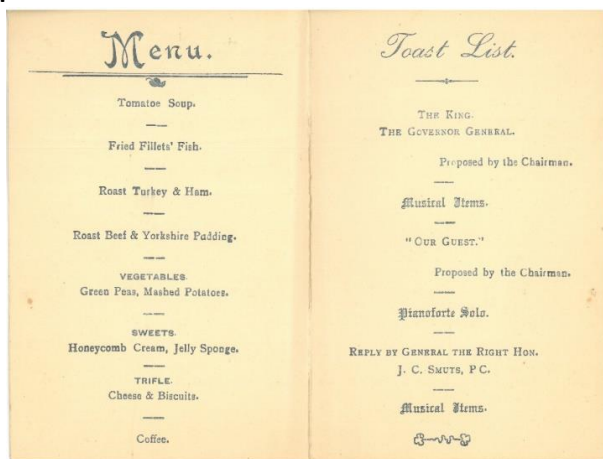 Menu.
Tomatoe Soup.
Fried Fillets' Fish.
Roast Turkey & Ham.
Roast Beef & Yorkshire Pudding.
VEGETABLES.
Green Peas, Mashed Potatoes.
SWEETS.
Honeycomb Cream, Jelly Sponge.
TRIFLE.
Cheese & Biscuits.
Coffee.
Toast List.
THE KING.
THE GOVERNOR GENERAL.
Proposed by the Chairman.
Musical Items.
"OUR GUEST."
Proposed by the Chairman.
Pianoforte Solo.
REPLY BY GENERAL THE RIGHT HON.
J. C. SMUTS, P C.
Musical Items.